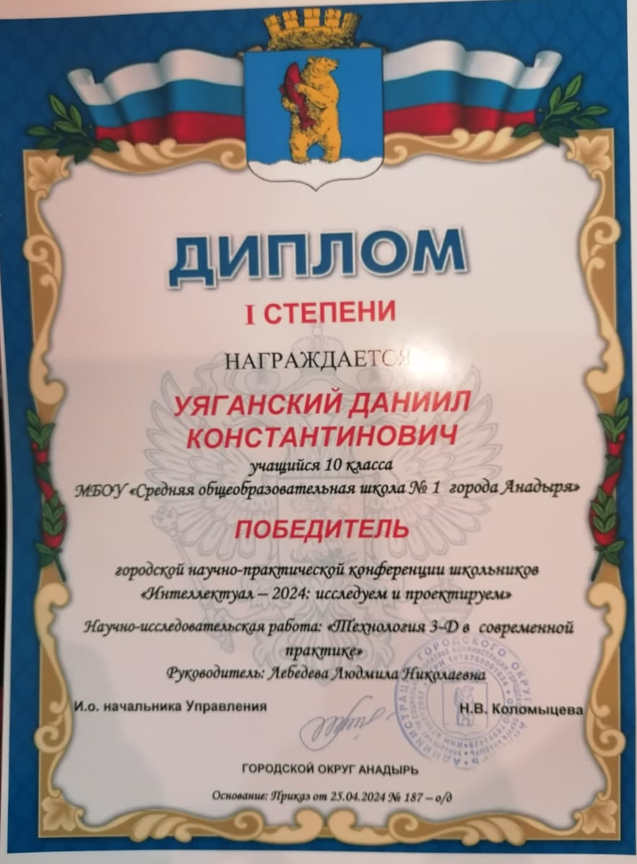 ДИПЛОМ
I СТЕПЕНИ
НАГРАЖДАЕТСЯ
УЯГАНСКИЙ ДАНИИЛ
КОНСТАНТИНОВИЧ
учащийся 10 класса
МБОУ «Средняя общеобразовательная школа № 1 города Анадыря»
ПОБЕДИТЕЛЬ
городской научно-практической конференции школьников
«Интеллектуал – 2024: исследуем и проектируем»
Научно-исследовательская работа: «Технология 3-D в современной
практике»
Руководитель: Лебедева Людмила Николаевна
И.о. начальника Управления Н.В. Коломыцева
ГОРОДСКОЙ ОКРУГ АНАДЫРЬ
Основание: Приказ от 25.04.2024 № 187 – о/д